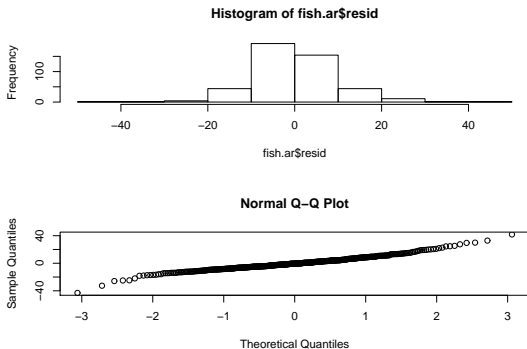 Histogram of fish.ar$resid
Frequency
100
0
−40 −20 0 20 40
fish.ar$resid
Normal Q−Q Plot
Sample Quantiles
40
0
−40
−3 −2 −1 0 1 2 3
Theoretical Quantiles